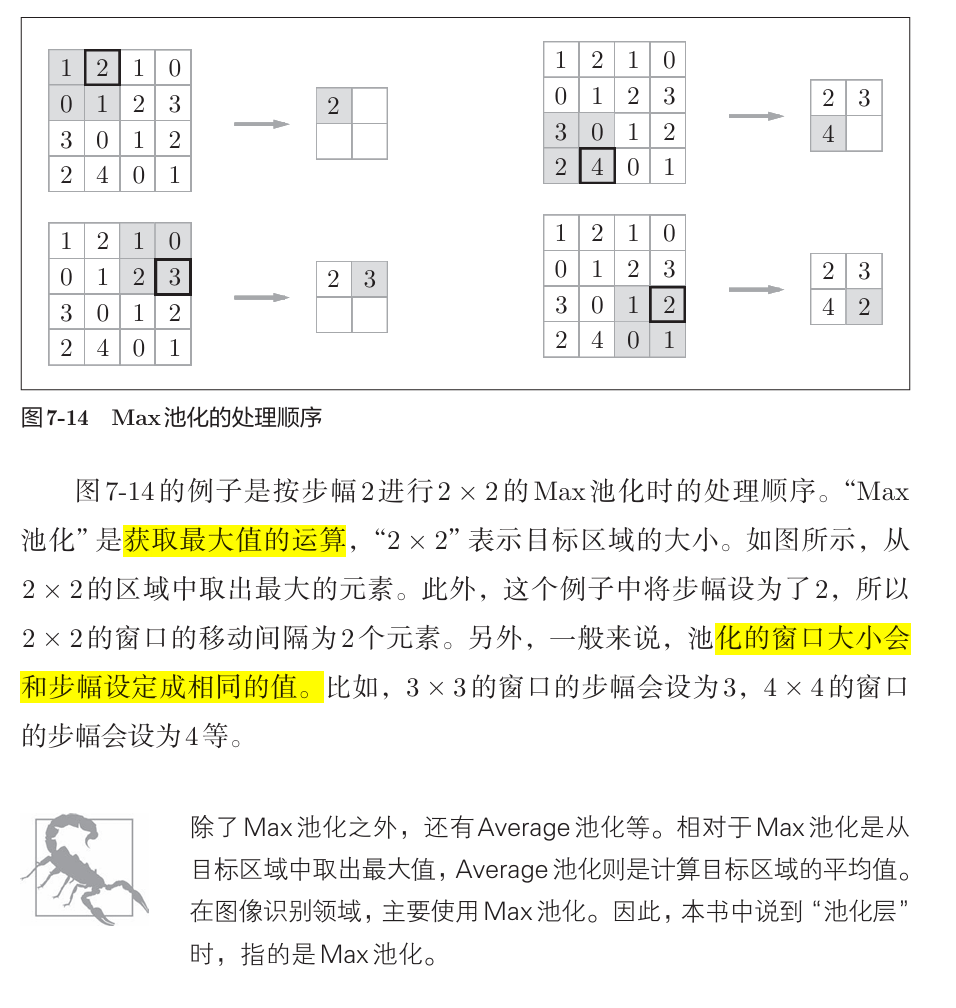 1 2 1 0
0 1 2 3
3 0 1 2
2 4 0 1
2
1 2 1 0
0 1 2 3
3 0 1 2
2 4 0 1
2 3
4
1 2 1 0
0 1 2 3
3 0 1 2
2 4 0 1
2 3
1 2 1 0
0 1 2 3
3 0 1 2
2 4 0 1
2 3
4 2
图7-14 Max池化的处理顺序
图7-14的例子是按步幅2进行2 × 2的Max池化时的处理顺序。“Max
池化”是获取最大值的运算，“2 × 2”表示目标区域的大小。如图所示，从
2 × 2的区域中取出最大的元素。此外，这个例子中将步幅设为了2，所以
2 × 2的窗口的移动间隔为2个元素。另外，一般来说，池化的窗口大小会
和步幅设定成相同的值。比如，3 × 3的窗口的步幅会设为3，4 × 4的窗口
的步幅会设为4等。
除了Max池化之外，还有Average池化等。相对于Max池化是从
目标区域中取出最大值，Average池化则是计算目标区域的平均值。
在图像识别领域，主要使用Max池化。因此，本书中说到“池化层”
时，指的是Max池化。